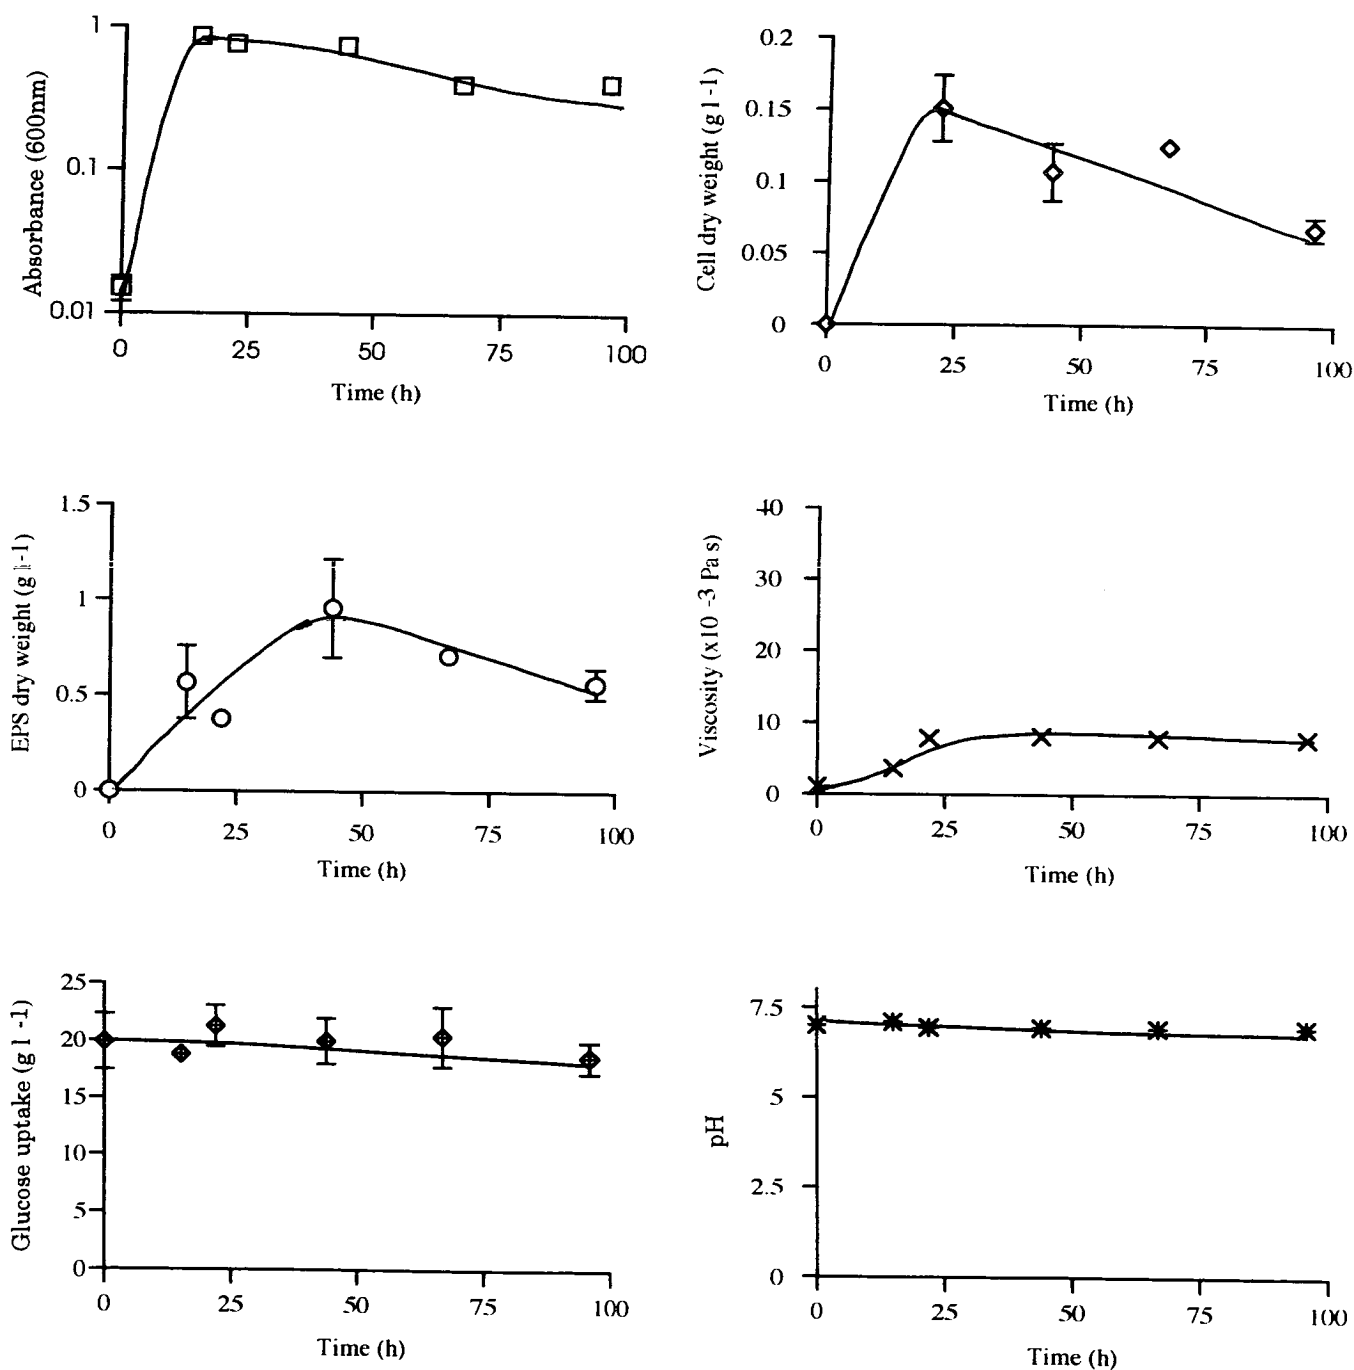 Absorbance (600nm)
1
0.1
0.01
0 25 50 75 100
Time (h)
Cell dry weight (g l -1)
0.2
0.15
0.1
0.05
0
0 25 50 75 100
Time (h)
EPS dry weight (g l -1)
1.5
1
0.5
0
0 25 50 75 100
Time (h)
Viscosity (x10 -3 Pa s)
40
30
20
10
0
0 25 50 75 100
Time (h)
Glucose uptake (g l -1)
25
20
15
10
5
0
0 25 50 75 100
Time (h)
pH
7.5
5
2.5
0
0 25 50 75 100
Time (h)